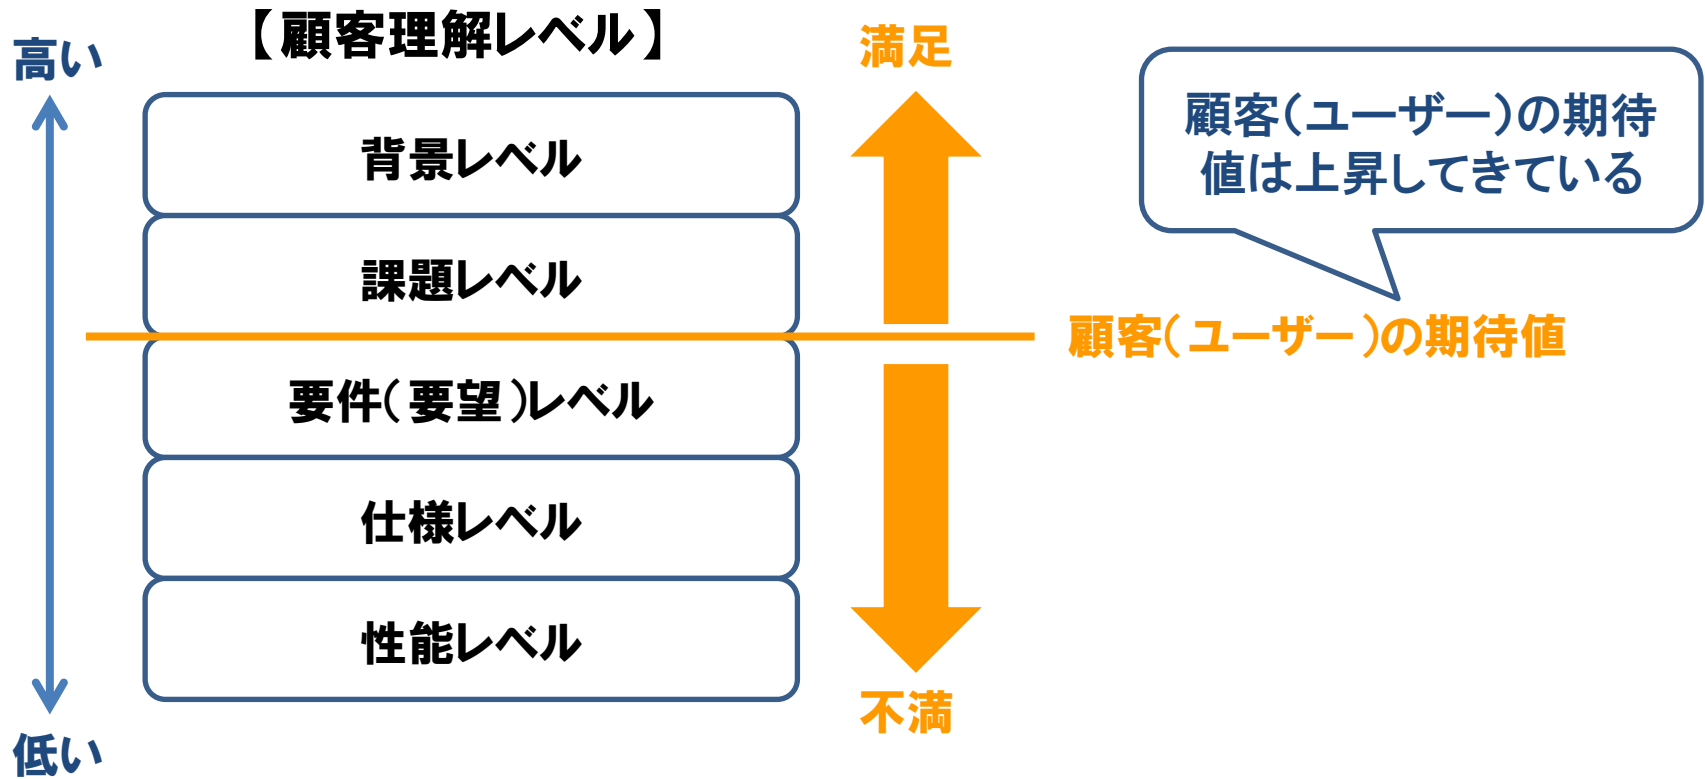 【顧客理解レベル】
高い
満足
顧客(ユーザー)の期待
値は上昇してきている
背景レベル
課題レベル
顧客(ユーザー)の期待値
要件(要望)レベル
仕様レベル
性能レベル
不満
低い